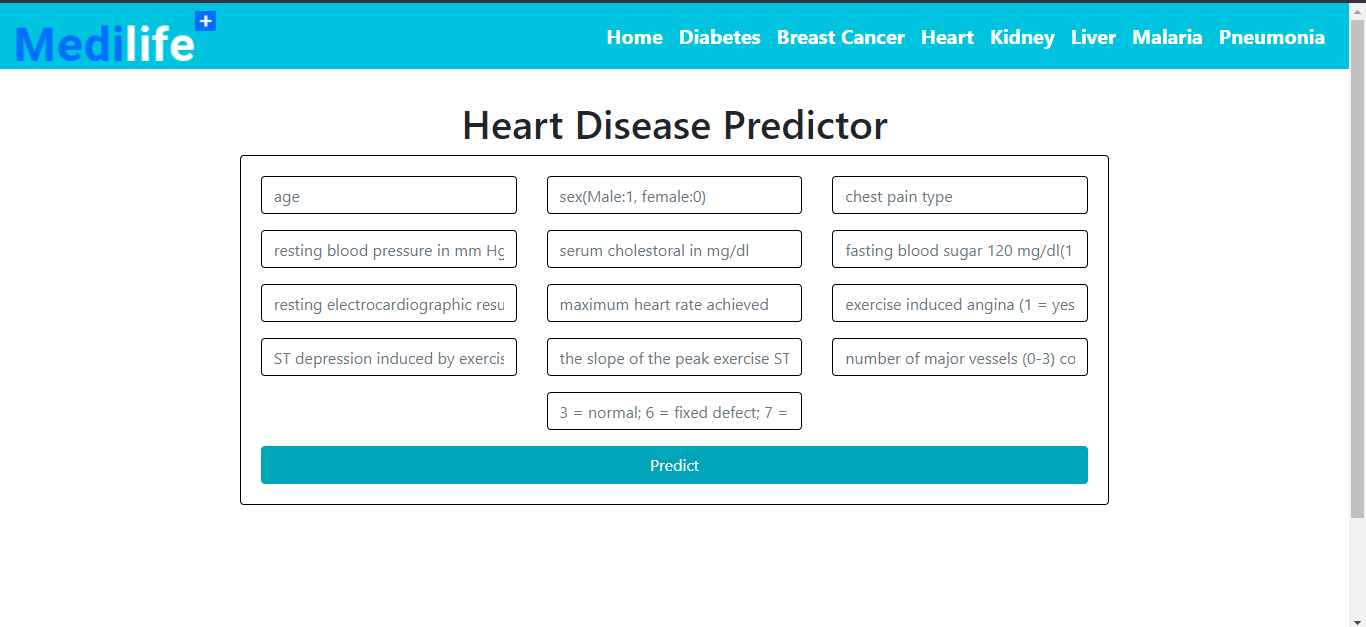 Medilife +
Home Diabetes Breast Cancer Heart Kidney Liver Malaria Pneumonia
Heart Disease Predictor
age sex(Male:1, female:0) chest pain type
resting blood pressure in mm Hg serum cholestoral in mg/dl fasting blood sugar 120 mg/dl(1
resting electrocardiographic resu maximum heart rate achieved exercise induced angina (1 = yes
ST depression induced by exercis the slope of the peak exercise ST number of major vessels (0-3) co
3 = normal; 6 = fixed defect; 7 =
Predict